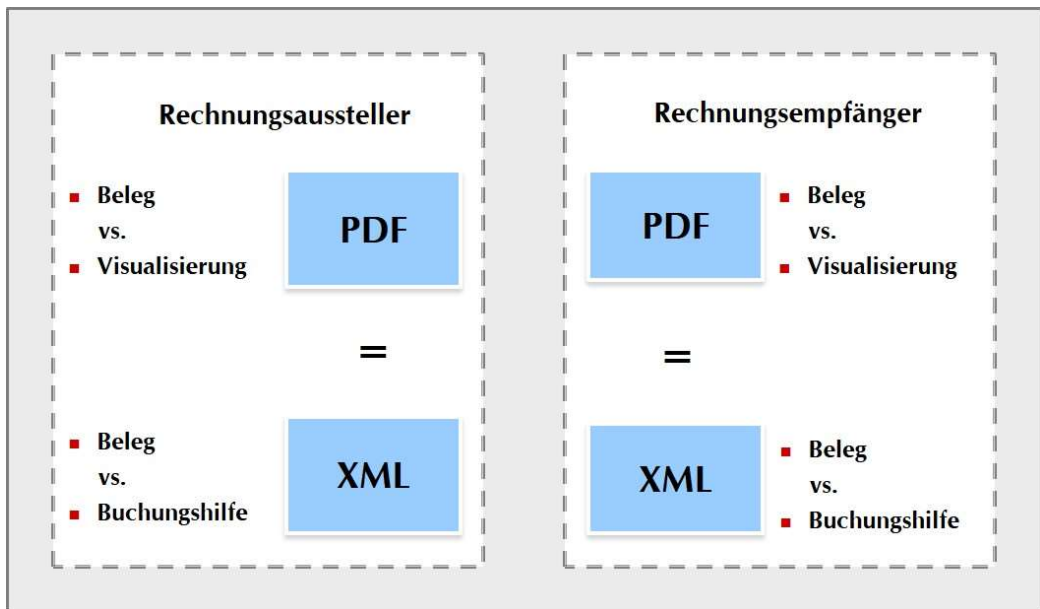 Rechnungsaussteller
Beleg
vs.
Visualisierung
PDF
=
Beleg
vs.
Buchungshilfe
XML
Rechnungsempfänger
PDF
Beleg
vs.
Visualisierung
=
XML
Beleg
vs.
Buchungshilfe